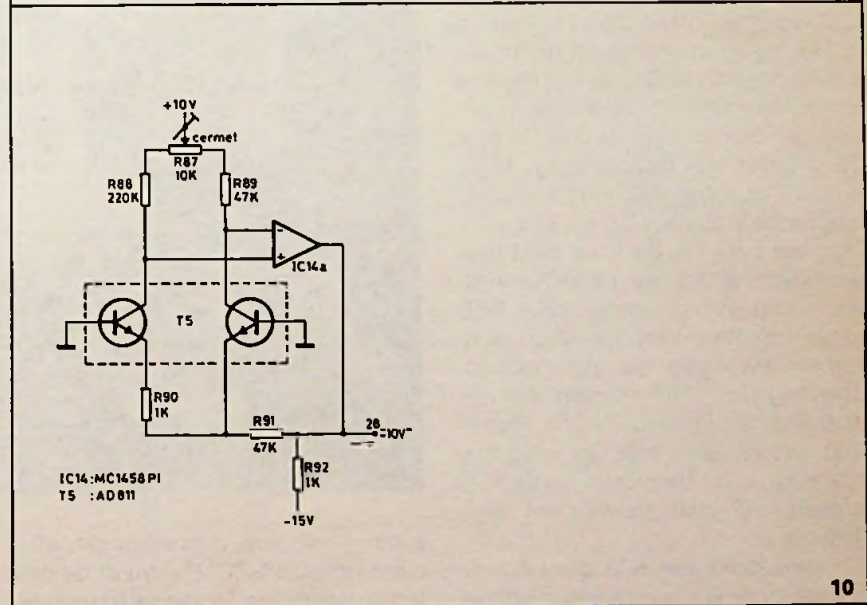 +10V
cermet
R87
10K
R88
220K
R89
47K
-
+
IC14a
T5
R90
1K
R91
47K
28
-10V
R92
1K
-15V
IC14:MC1458PI
T5 :AD811
10